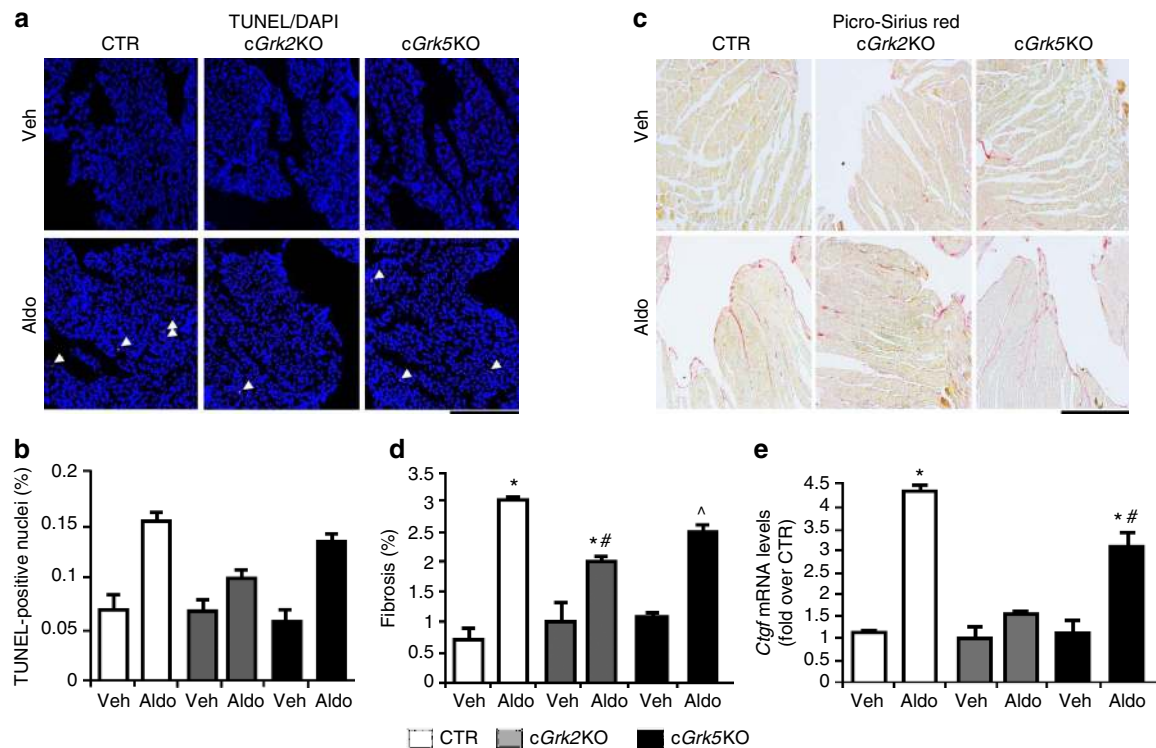 a
TUNEL/DAPI
CTR cGrk2KO cGrk5KO
Veh
Aldo
c
Picro-Sirius red
CTR cGrk2KO cGrk5KO
Veh
Aldo
b
TUNEL-positive nuclei (%)
0.2
0.15
0.1
0.05
0
Veh Aldo Veh Aldo Veh Aldo
d
Fibrosis (%)
3.5
3
2.5
2
1.5
1
0.5
0
* *# ^
Veh Aldo Veh Aldo Veh Aldo
e
Ctgf mRNA levels
(fold over CTR)
4.5
4
3.5
3
2.5
2
1.5
1
0.5
0
* *#
Veh Aldo Veh Aldo Veh Aldo
CTR cGrk2KO cGrk5KO